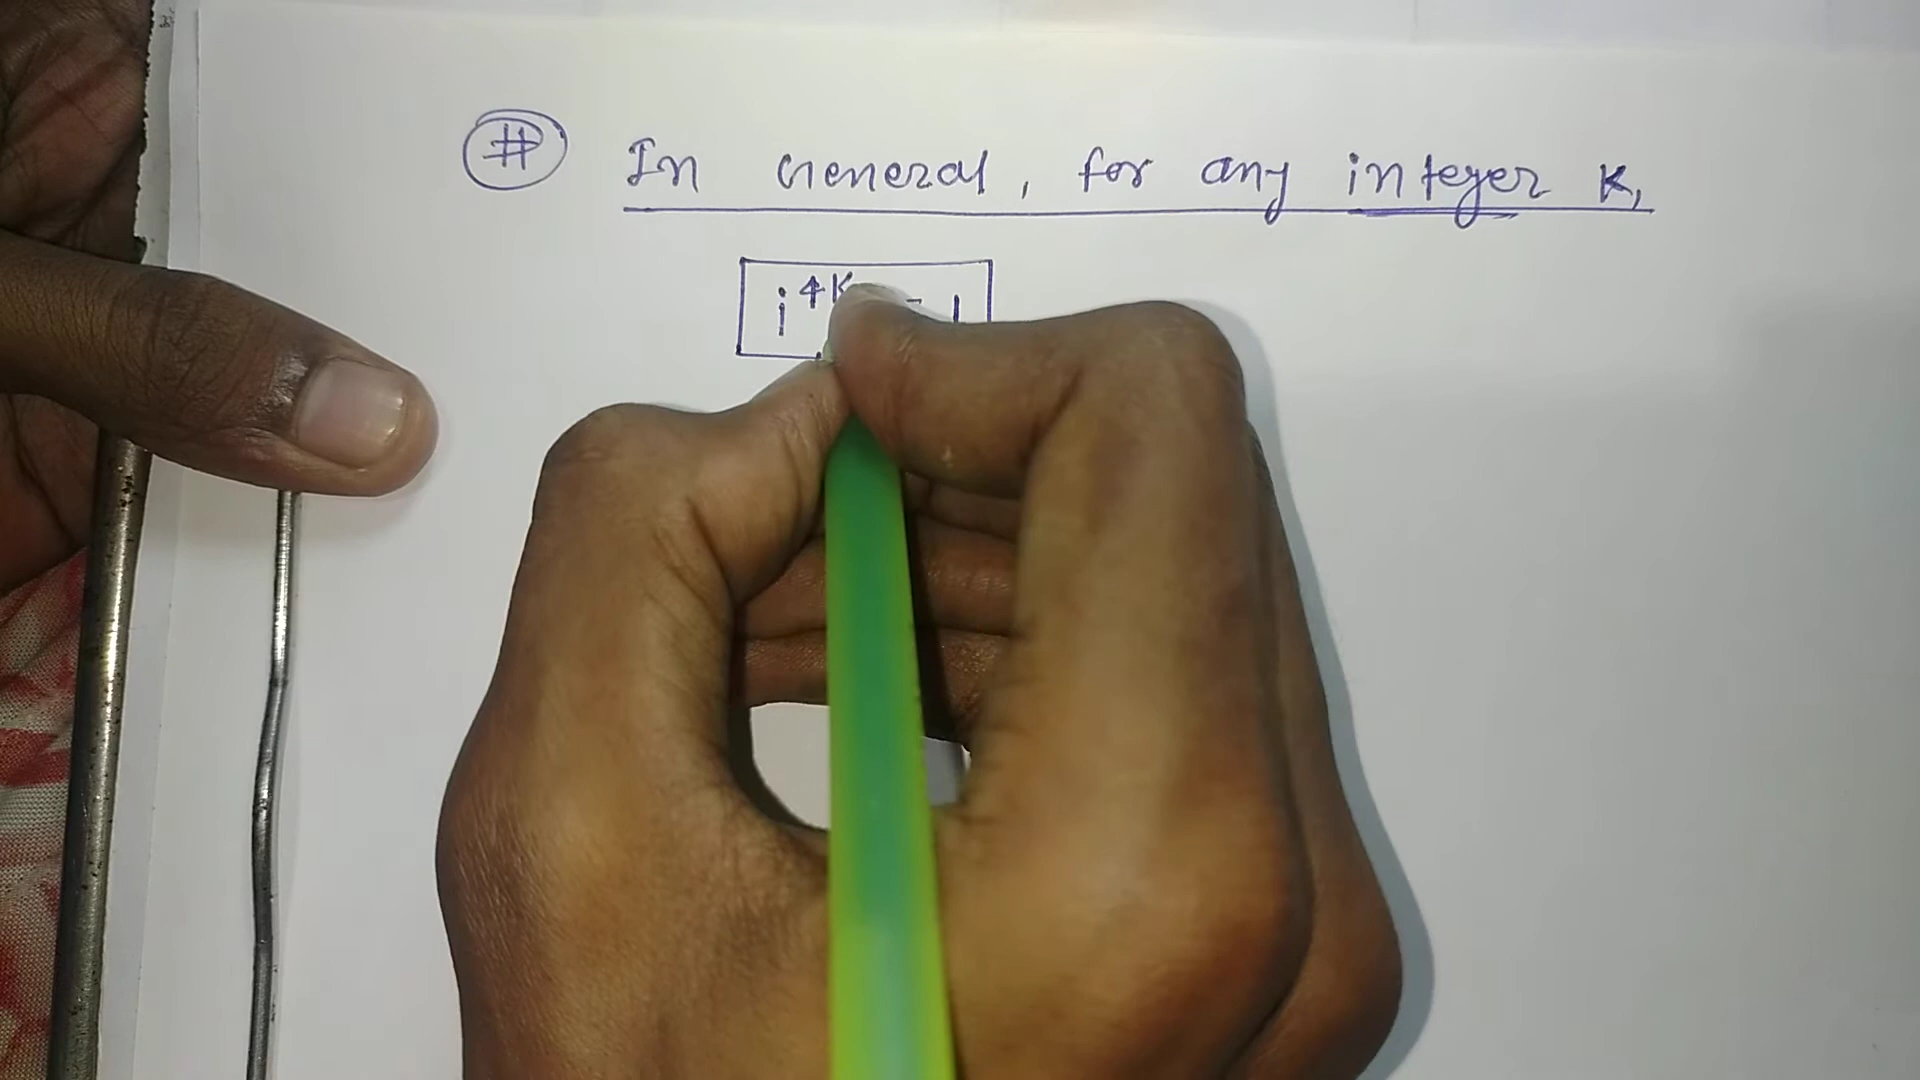 # In General, for any integer K,
i^4K = 1